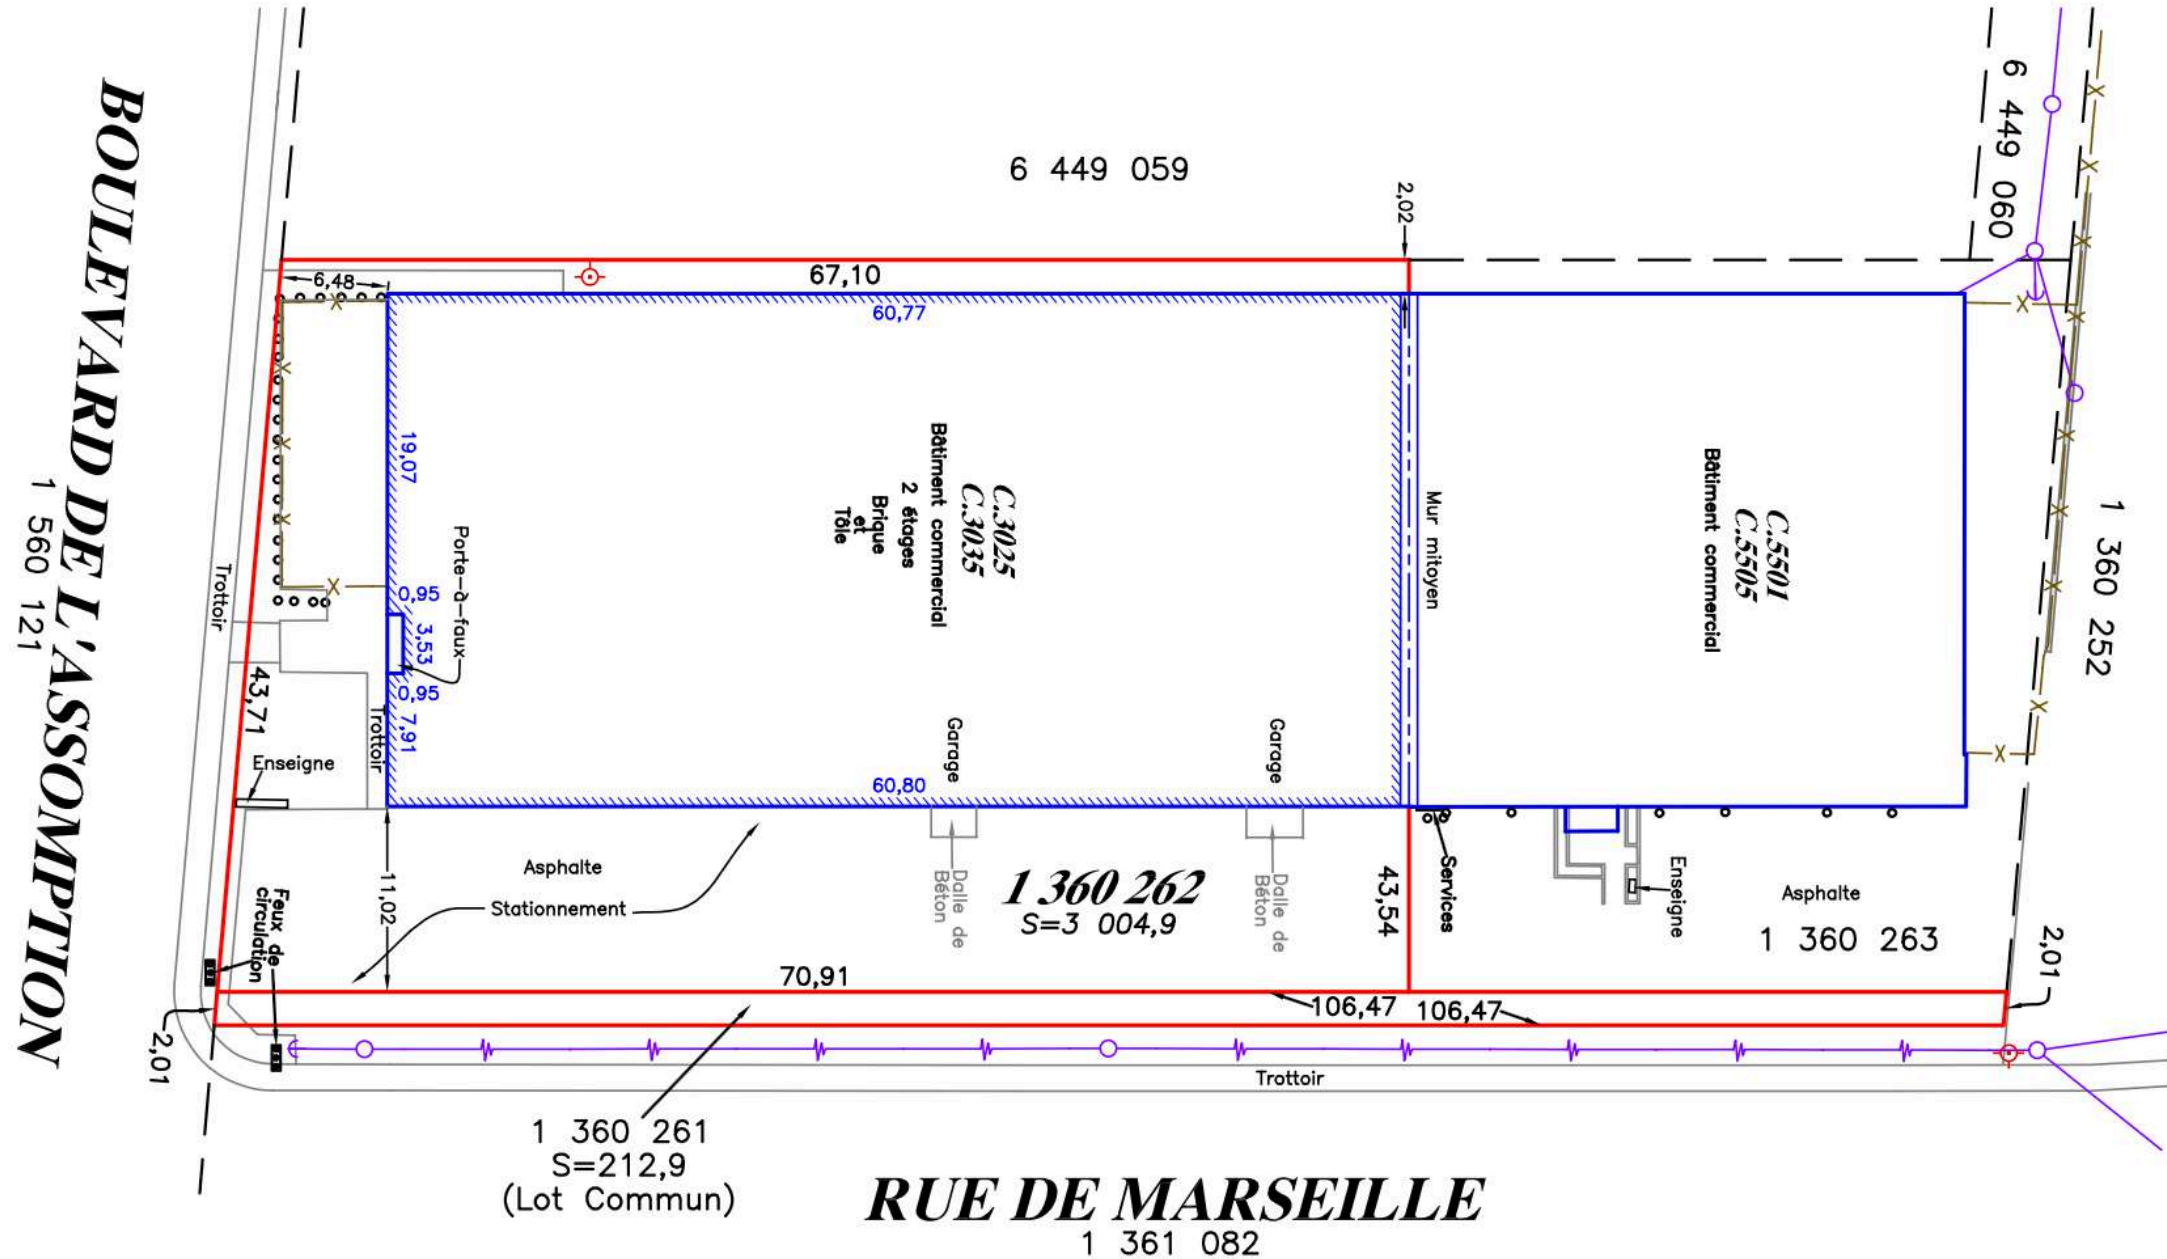 BOULEVARD DE L'ASSOMPTION
1 560 121
6 449 059
6 449 060
1 360 252
2,02
67,10
6,48
60,77
19,07
0,95
3,53
0,95
7,91
Porte-à-faux
C.3025
C.3035
Bâtiment commercial
2 étages
Brique
et
Tôle
Mur mitoyen
C.5501
C.5505
Bâtiment commercial
Trottoir
43,71
Trottoir
Enseigne
Garage
Garage
60,80
11,02
Asphalte
Stationnement
Dalle de
Béton
1 360 262
S=3 004,9
Dalle de
Béton
43,54
Services
Enseigne
Asphalte
1 360 263
2,01
Feux de
circulation
70,91
106,47
106,47
2,01
Trottoir
1 360 261
S=212,9
(Lot Commun)
RUE DE MARSEILLE
1 361 082